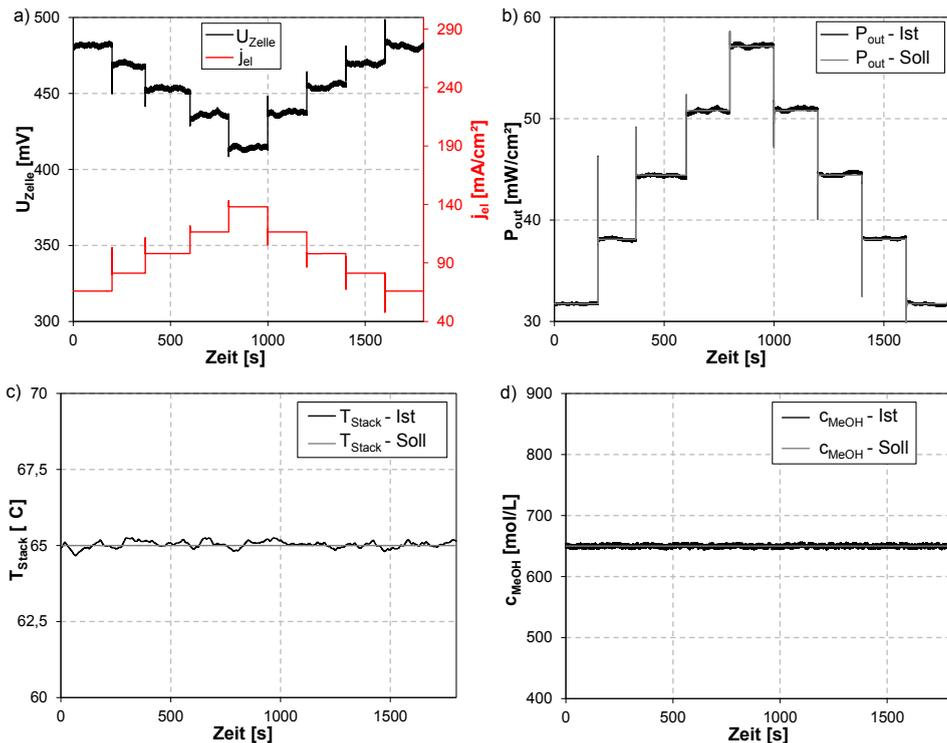 a)
500
450
400
350
300
U_Zelle [mV]
U_Zelle
j_el
290
240
190
140
90
40
j_el [mA/cm²]
0 500 1000 1500
Zeit [s]
b)
60
50
40
30
P_out [mW/cm²]
P_out - Ist
P_out - Soll
0 500 1000 1500
Zeit [s]
c)
70
67,5
65
62,5
60
T_Stack [ C]
T_Stack - Ist
T_Stack - Soll
0 500 1000 1500
Zeit [s]
d)
900
800
700
600
500
400
c_MeOH [mol/L]
c_MeOH - Ist
c_MeOH - Soll
0 500 1000 1500
Zeit [s]